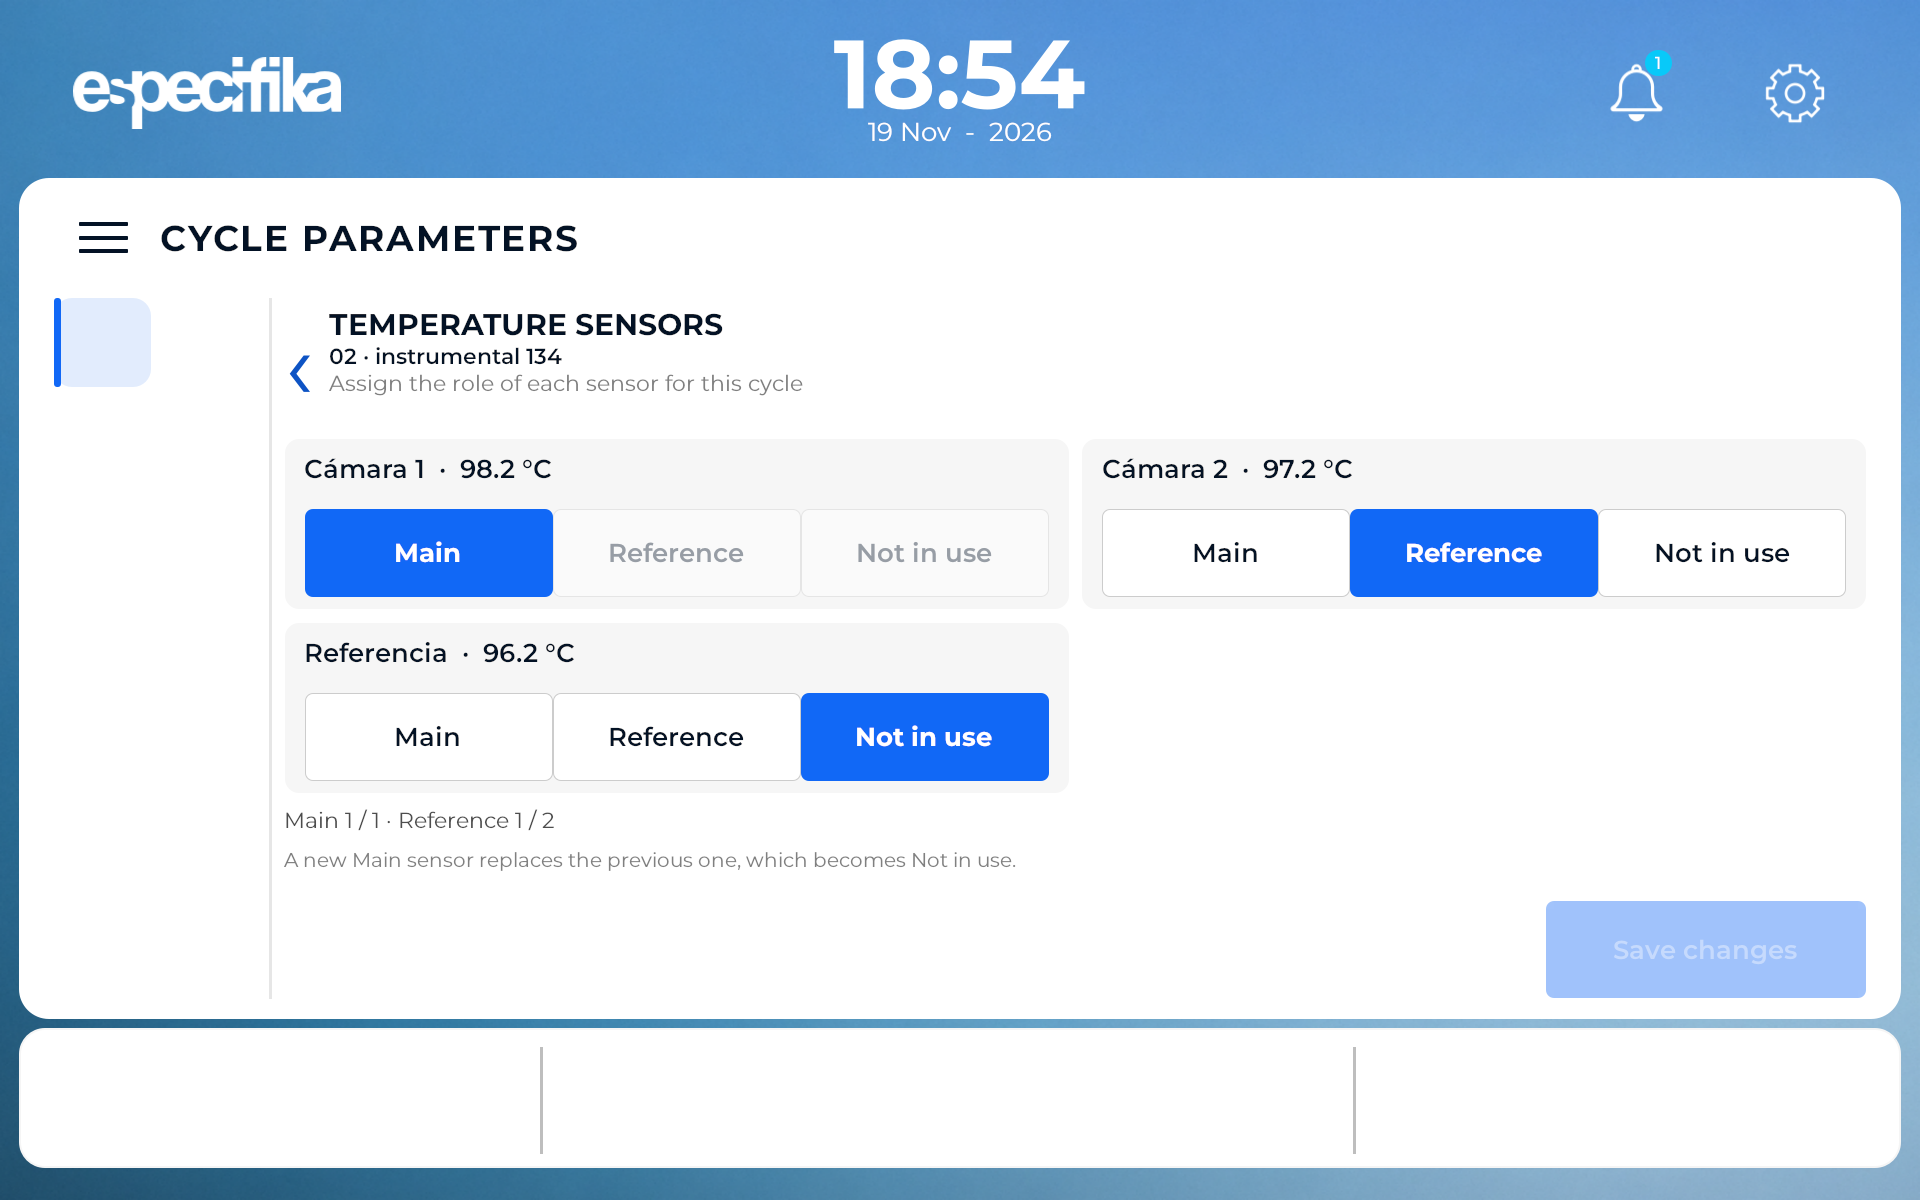 especifika
18:54
19 Nov - 2026
1
CYCLE PARAMETERS
TEMPERATURE SENSORS
02 · instrumental 134
Assign the role of each sensor for this cycle
Cámara 1 · 98.2 °C
Main
Reference
Not in use
Cámara 2 · 97.2 °C
Main
Reference
Not in use
Referencia · 96.2 °C
Main
Reference
Not in use
Main 1 / 1 · Reference 1 / 2
A new Main sensor replaces the previous one, which becomes Not in use.
Save changes